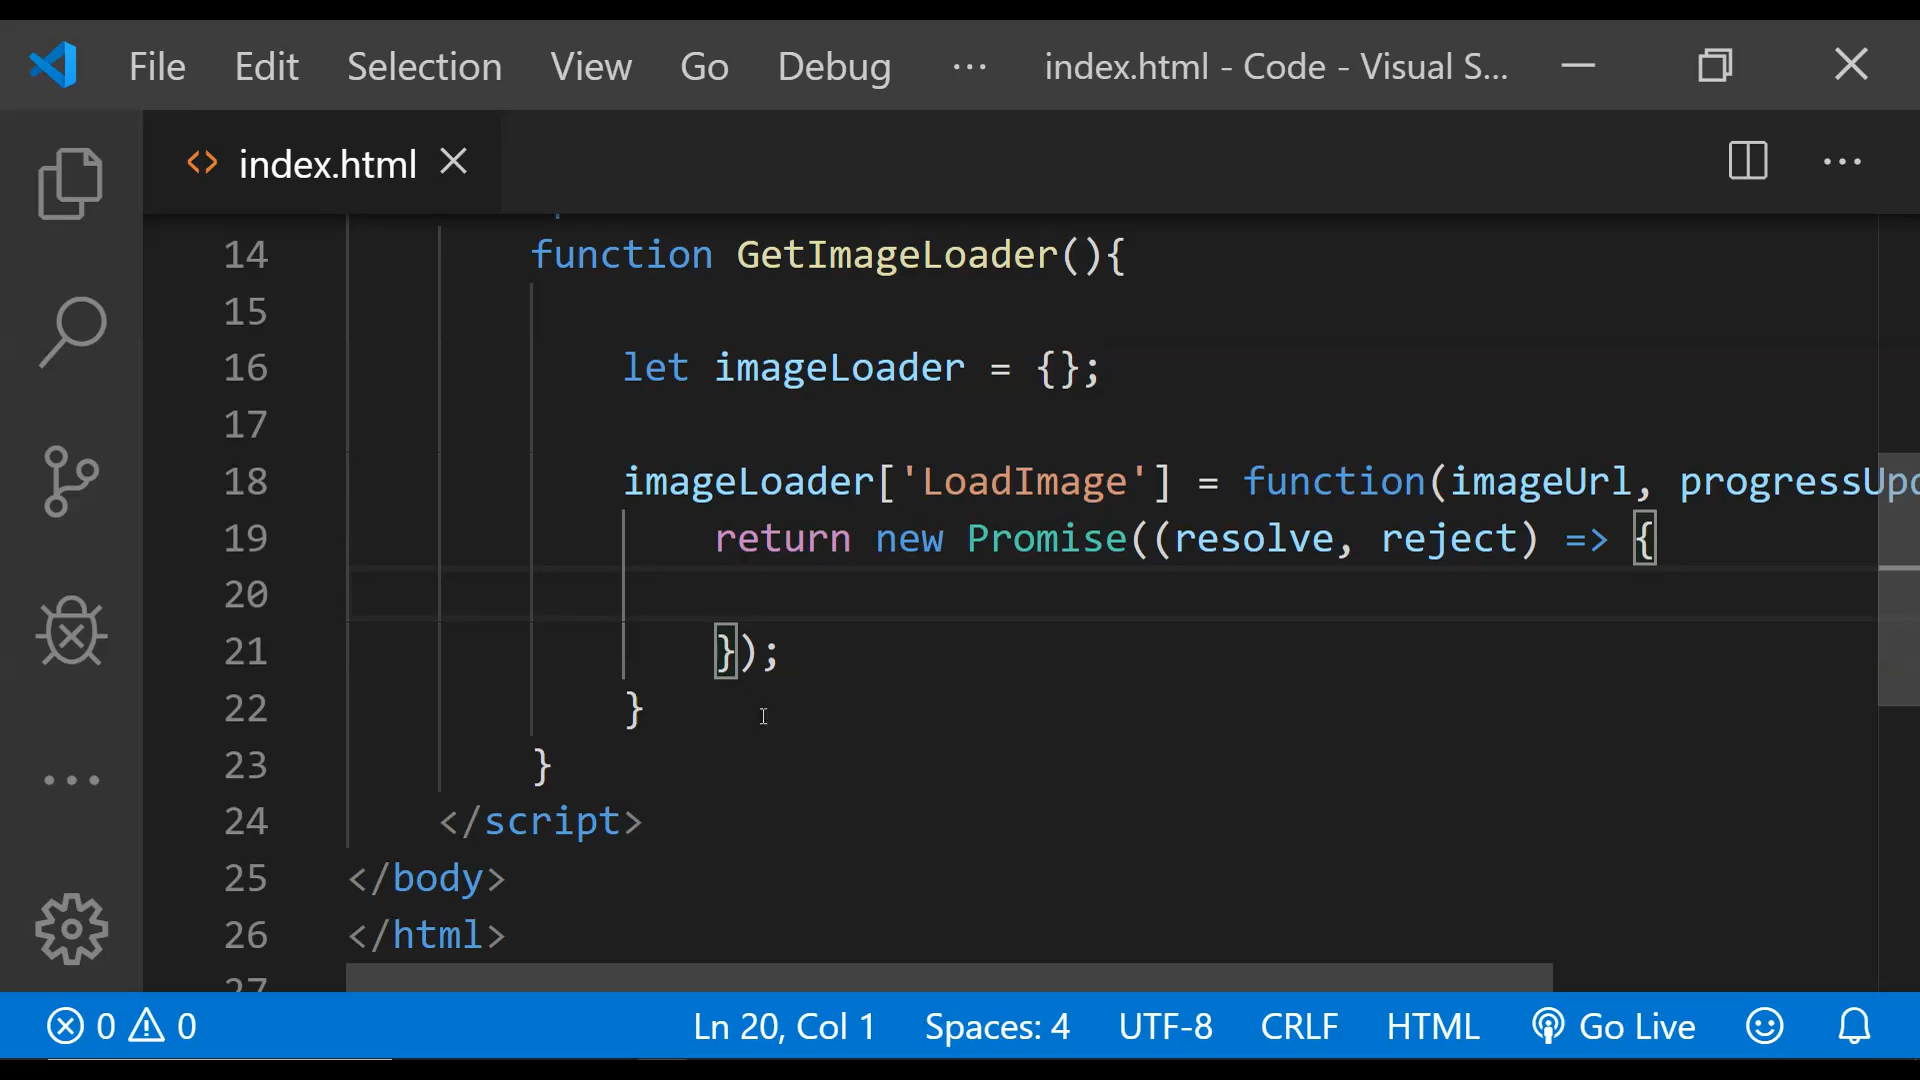 File Edit Selection View Go Debug ··· index.html - Code - Visual S...
<> index.html
14 function GetImageLoader(){
15
16 let imageLoader = {};
17
18 imageLoader['LoadImage'] = function(imageUrl, progressUpd
19 return new Promise((resolve, reject) => {
20
21 });
22 }
23 }
24 </script>
25 </body>
26 </html>
27
0 0 Ln 20, Col 1 Spaces: 4 UTF-8 CRLF HTML Go Live